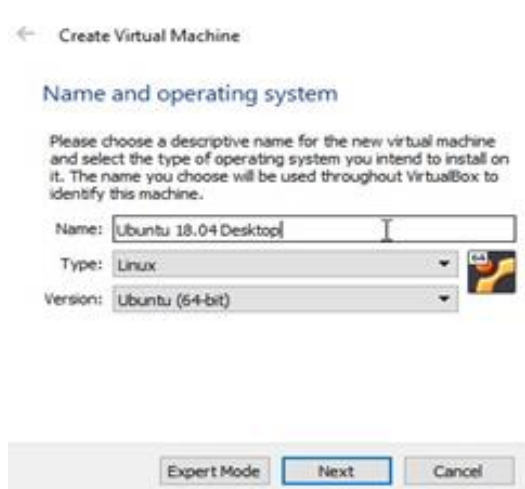 Create Virtual Machine
Name and operating system
Please choose a descriptive name for the new virtual machine
and select the type of operating system you intend to install on
it. The name you choose will be used throughout VirtualBox to
identify this machine.
Name: Ubuntu 18.04 Desktop
Type: Linux
64
Version: Ubuntu (64-bit)
Expert Mode Next Cancel